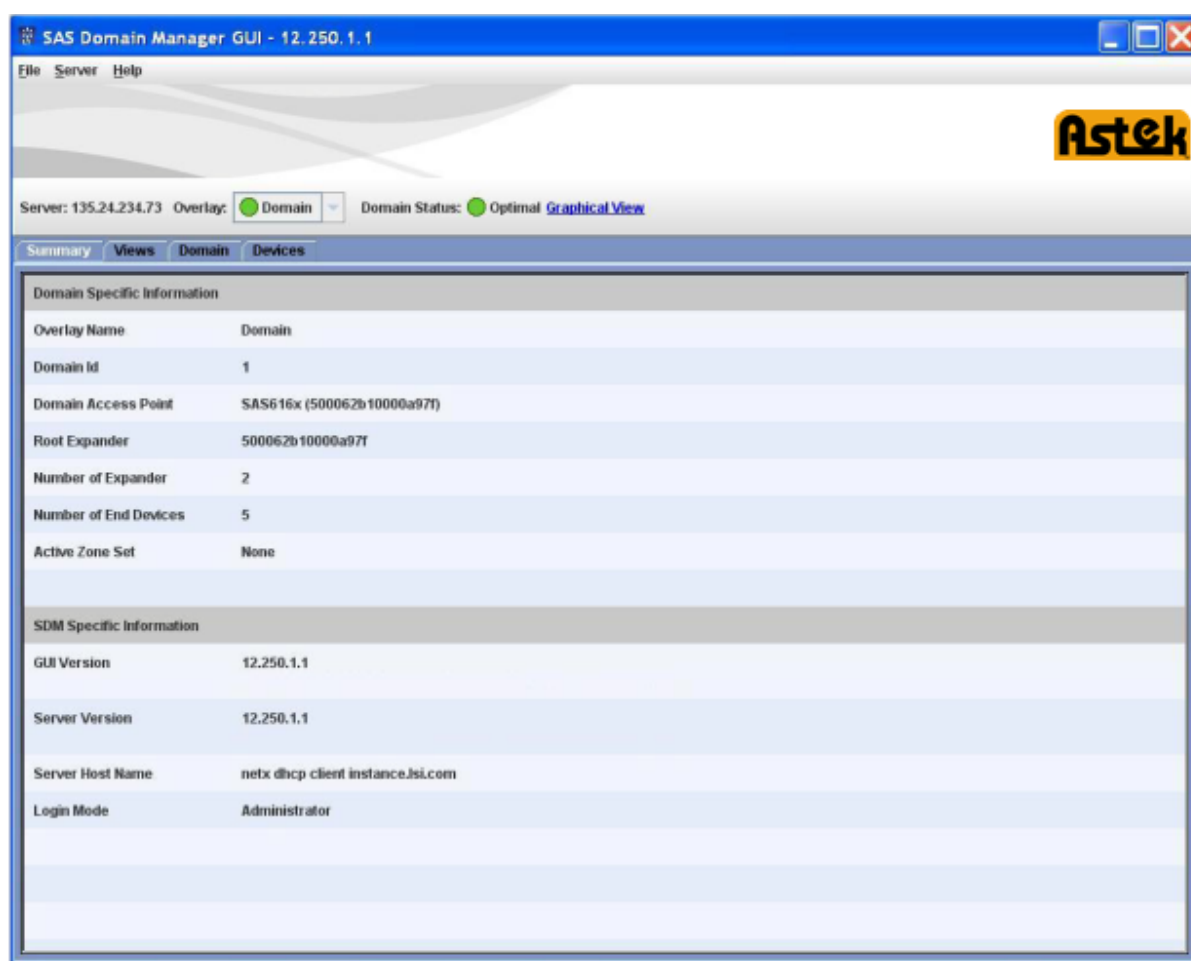 SAS Domain Manager GUI - 12.250.1.1
File Server Help
Astek
Server: 135.24.234.73 Overlay: Domain Domain Status: Optimal Graphical View
Summary Views Domain Devices
Domain Specific Information
Overlay Name Domain
Domain Id 1
Domain Access Point SAS616x (500062b10000a97f)
Root Expander 500062b10000a97f
Number of Expander 2
Number of End Devices 5
Active Zone Set None
SDM Specific Information
GUI Version 12.250.1.1
Server Version 12.250.1.1
Server Host Name netx dhcp client instance.lsi.com
Login Mode Administrator